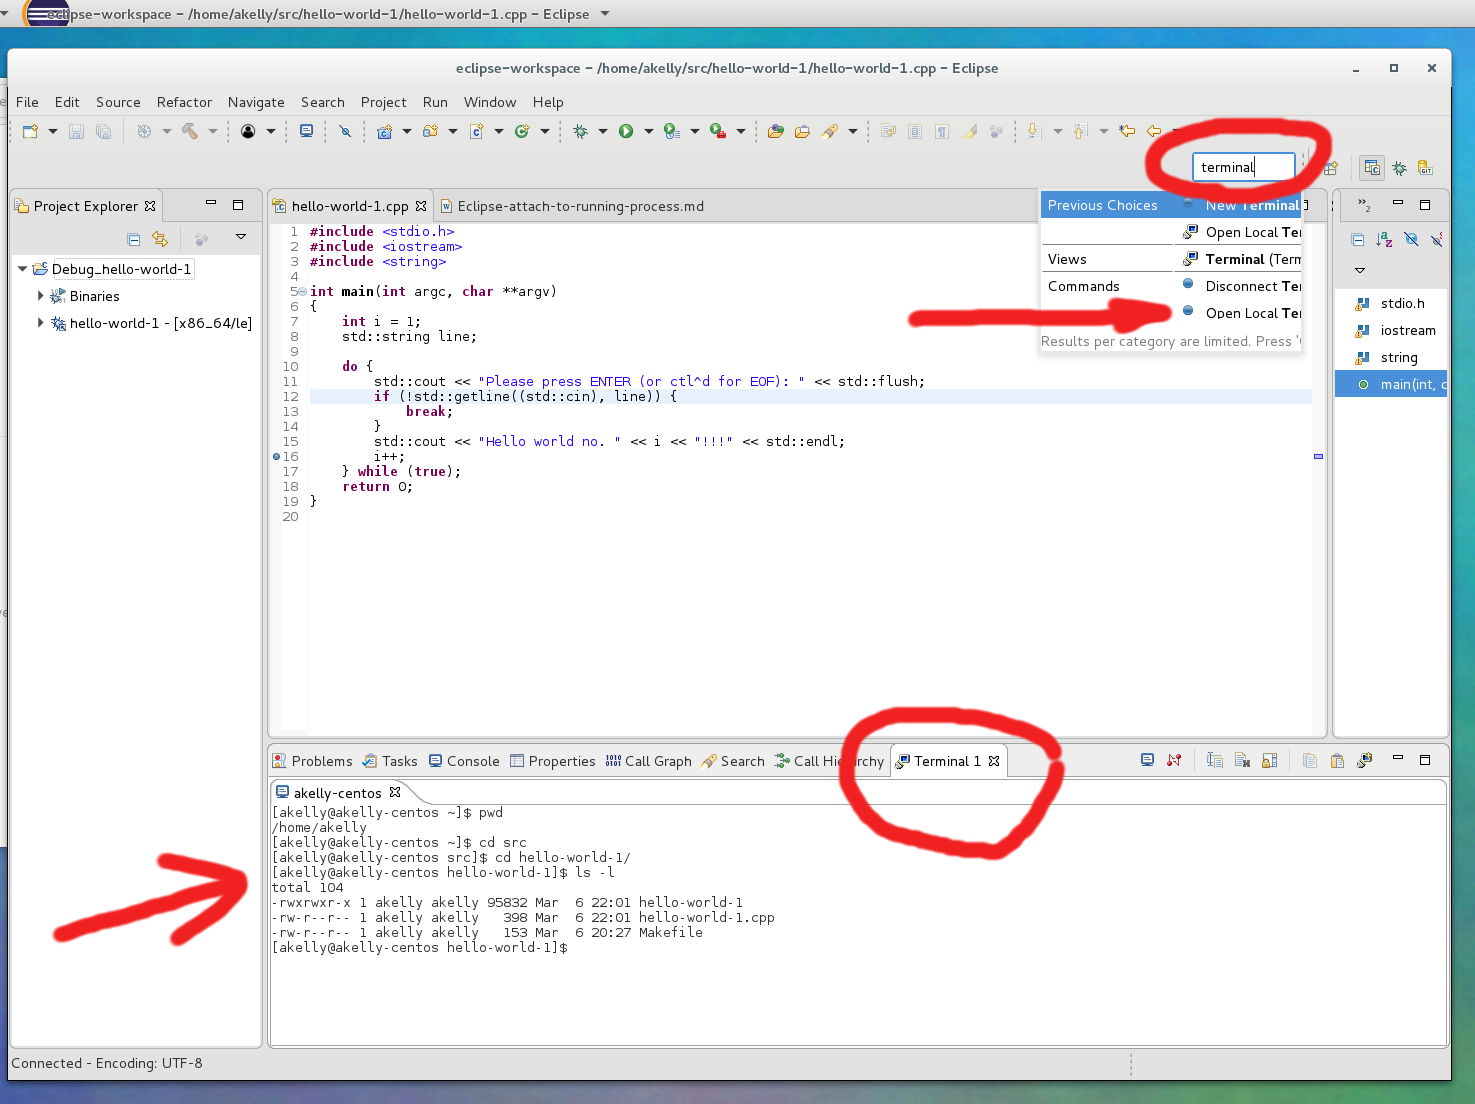 eclipse-workspace – /home/akelly/src/hello-world-1/hello-world-1.cpp – Eclipse
eclipse-workspace – /home/akelly/src/hello-world-1/hello-world-1.cpp – Eclipse
File Edit Source Refactor Navigate Search Project Run Window Help
terminal
Project Explorer
hello-world-1.cpp
Eclipse-attach-to-running-process.md
Previous Choices New Terminal
Open Local Ter
Views Terminal (Term
Commands Disconnect Ter
Open Local Ter
Results per category are limited. Press '
Debug_hello-world-1
Binaries
hello-world-1 - [x86_64/le]
1 #include <stdio.h>
2 #include <iostream>
3 #include <string>
4
5 int main(int argc, char **argv)
6 {
7 int i = 1;
8 std::string line;
9
10 do {
11 std::cout << "Please press ENTER (or ctl^d for EOF): " << std::flush;
12 if (!std::getline((std::cin), line)) {
13 break;
14 }
15 std::cout << "Hello world no. " << i << "!!!" << std::endl;
16 i++;
17 } while (true);
18 return 0;
19 }
20
»2
stdio.h
iostream
string
main(int, c
Problems Tasks Console Properties Call Graph Search Call Hierarchy Terminal 1
akelly-centos
[akelly@akelly-centos ~]$ pwd
/home/akelly
[akelly@akelly-centos ~]$ cd src
[akelly@akelly-centos src]$ cd hello-world-1/
[akelly@akelly-centos hello-world-1]$ ls -l
total 104
-rwxrwxr-x 1 akelly akelly 95832 Mar  6 22:01 hello-world-1
-rw-r--r-- 1 akelly akelly   398 Mar  6 22:01 hello-world-1.cpp
-rw-r--r-- 1 akelly akelly   153 Mar  6 20:27 Makefile
[akelly@akelly-centos hello-world-1]$
Connected - Encoding: UTF-8